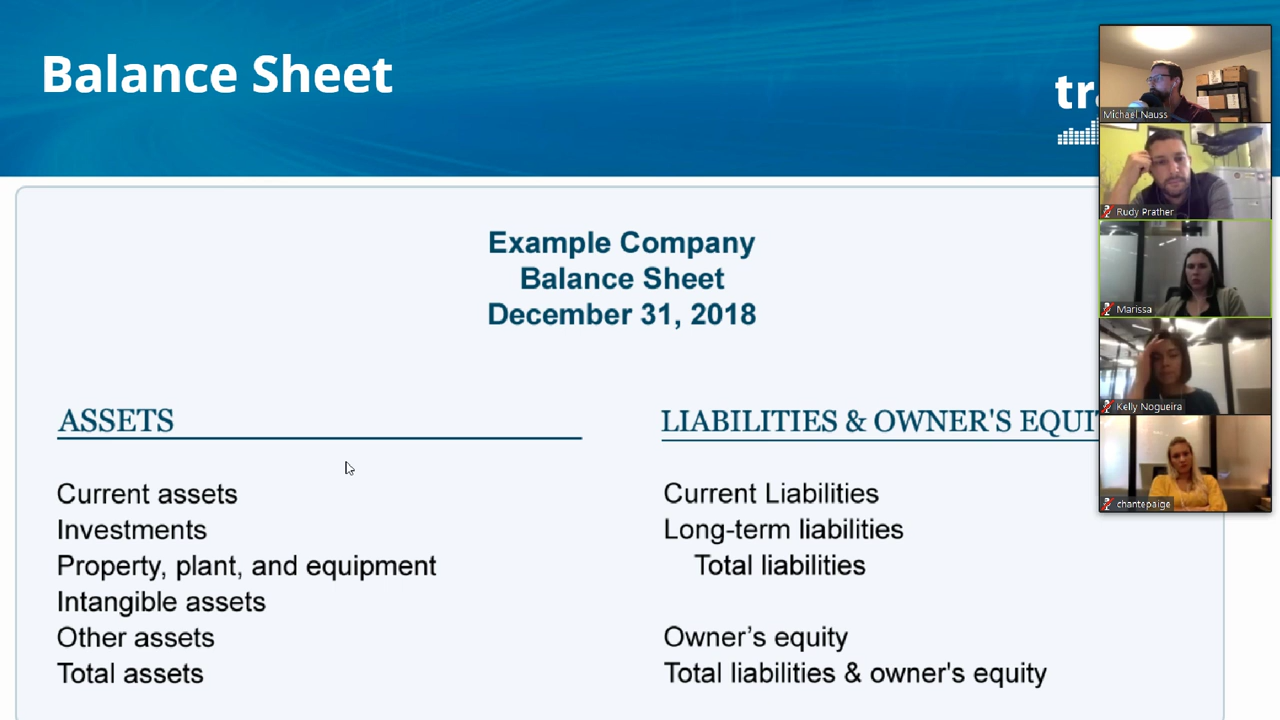 Balance Sheet
Example Company
Balance Sheet
December 31, 2018
ASSETS
Current assets
Investments
Property, plant, and equipment
Intangible assets
Other assets
Total assets
LIABILITIES & OWNER'S
Current Liabilities
Long-term liabilities
Total liabilities
Owner’s equity
Total liabilities & owner's equity
Michael Nauss
Rudy Prather
Marissa
Kelly Nogueira
chantepaige